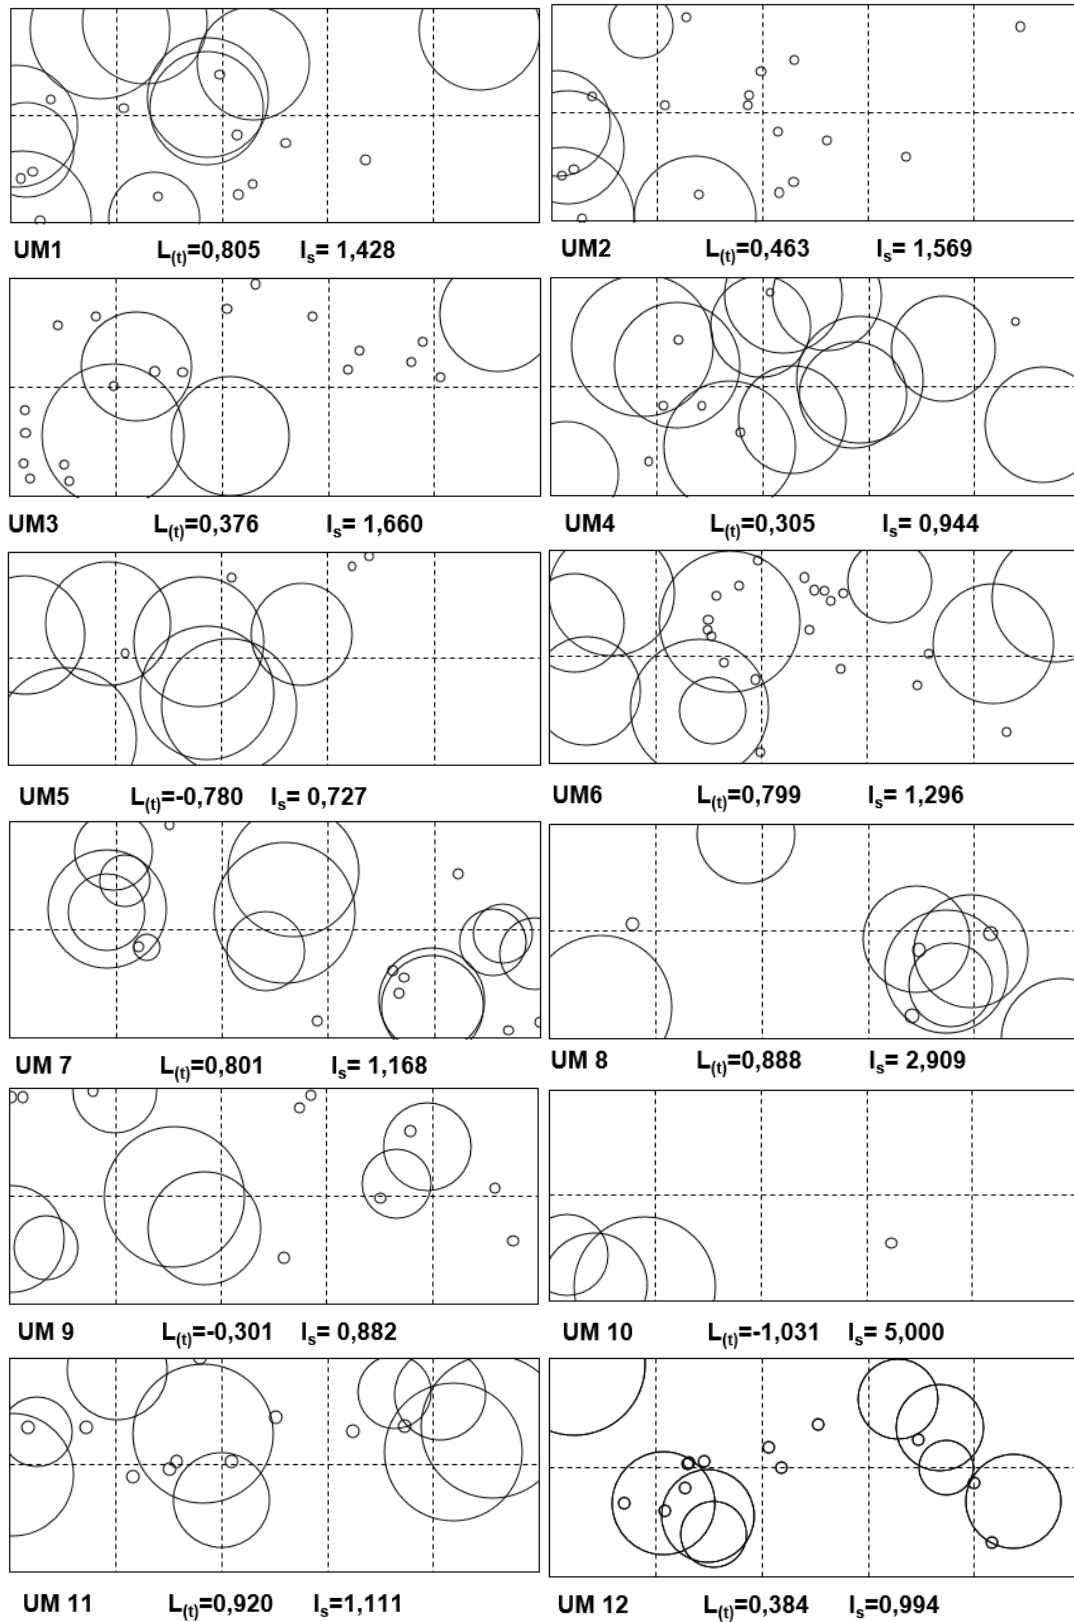 UM1 L(t)=0,805 Is= 1,428 UM2 L(t)=0,463 Is= 1,569
UM3 L(t)=0,376 Is= 1,660 UM4 L(t)=0,305 Is= 0,944
UM5 L(t)=-0,780 Is= 0,727 UM6 L(t)=0,799 Is= 1,296
UM 7 L(t)=0,801 Is= 1,168 UM 8 L(t)=0,888 Is= 2,909
UM 9 L(t)=-0,301 Is= 0,882 UM 10 L(t)=-1,031 Is= 5,000
UM 11 L(t)=0,920 Is=1,111 UM 12 L(t)=0,384 Is=0,994